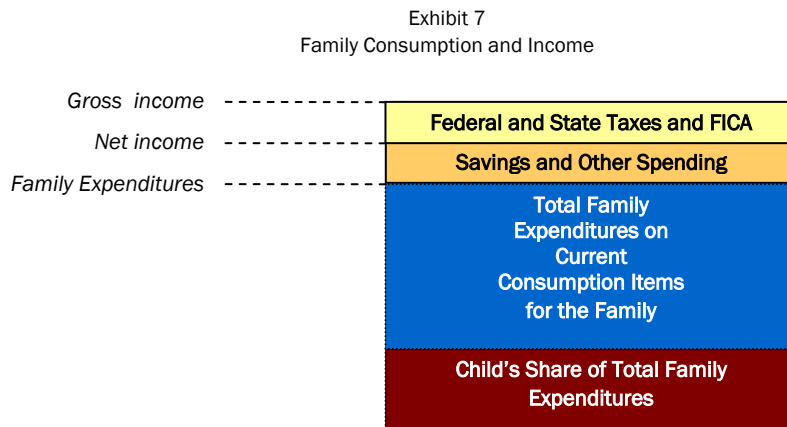 Exhibit 7
Family Consumption and Income
Gross income
Federal and State Taxes and FICA
Net income
Savings and Other Spending
Family Expenditures
Total Family
Expenditures on
Current
Consumption Items
for the Family
Child's Share of Total Family
Expenditures